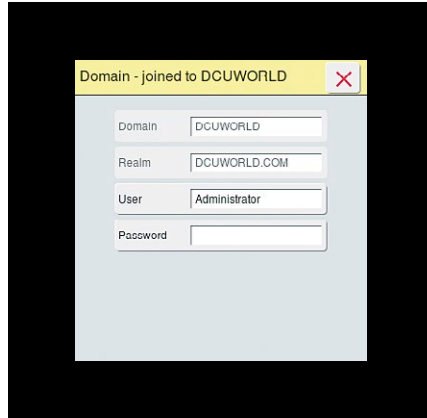 Domain - joined to DCUWORLD
Domain DCUWORLD
Realm DCUWORLD.COM
User Administrator
Password